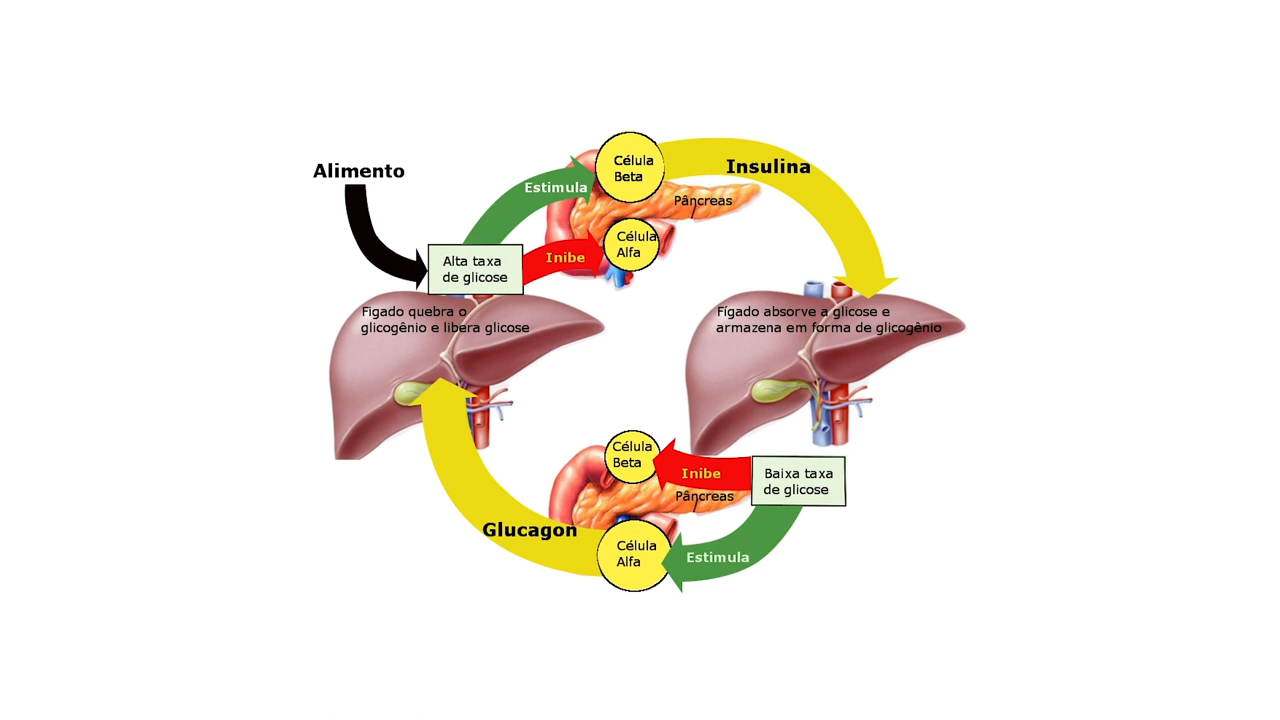 Alimento
Estimula
Célula
Beta
Insulina
Pâncreas
Alta taxa
de glicose
Inibe
Célula
Alfa
Figado quebra o
glicogênio e libera glicose
Fígado absorve a glicose e
armazena em forma de glicogênio
Célula
Beta
Inibe
Baixa taxa
de glicose
Pâncreas
Glucagon
Célula
Alfa
Estimula